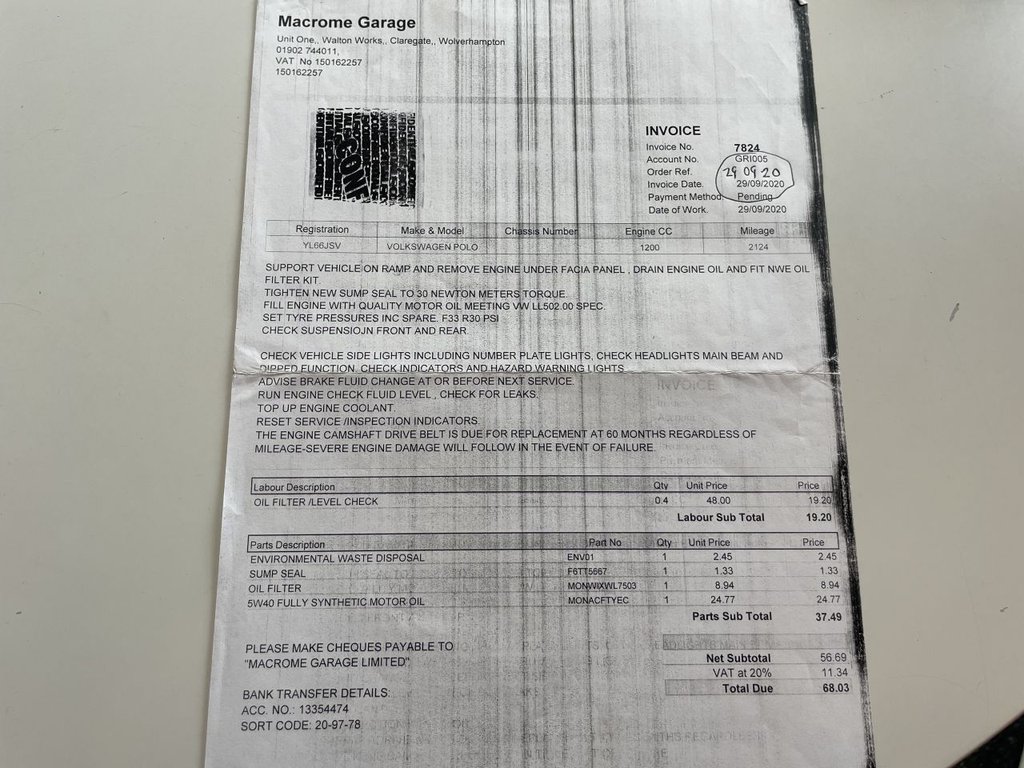 Macrome Garage
Unit One,, Walton Works,, Claregate,, Wolverhampton
01902 744011,
VAT No 150162257
150162257
INVOICE
Invoice No. 7824
Account No. GRI005
Order Ref. 29 09 20
Invoice Date. 29/09/2020
Payment Method. Pending
Date of Work. 29/09/2020
Registration Make & Model Chassis Number Engine CC Mileage
YL66JSV VOLKSWAGEN POLO 1200 2124
SUPPORT VEHICLE ON RAMP AND REMOVE ENGINE UNDER FACIA PANEL , DRAIN ENGINE OIL AND FIT NWE OIL
FILTER KIT.
TIGHTEN NEW SUMP SEAL TO 30 NEWTON METERS TORQUE.
FILL ENGINE WITH QUALITY MOTOR OIL MEETING VW LL502.00 SPEC.
SET TYRE PRESSURES INC SPARE. F33 R30 PSI
CHECK SUSPENSIOJN FRONT AND REAR.
CHECK VEHICLE SIDE LIGHTS INCLUDING NUMBER PLATE LIGHTS, CHECK HEADLIGHTS MAIN BEAM AND
DIPPED FUNCTION. CHECK INDICATORS AND HAZARD WARNING LIGHTS
ADVISE BRAKE FLUID CHANGE AT OR BEFORE NEXT SERVICE.
INVOICE
RUN ENGINE CHECK FLUID LEVEL , CHECK FOR LEAKS.
TOP UP ENGINE COOLANT.
RESET SERVICE /INSPECTION INDICATORS.
THE ENGINE CAMSHAFT DRIVE BELT IS DUE FOR REPLACEMENT AT 60 MONTHS REGARDLESS OF
MILEAGE-SEVERE ENGINE DAMAGE WILL FOLLOW IN THE EVENT OF FAILURE.
Labour Description Qty Unit Price Price
OIL FILTER /LEVEL CHECK 0.4 48.00 19.20
Labour Sub Total 19.20
Parts Description Part No Qty Unit Price Price
ENVIRONMENTAL WASTE DISPOSAL ENV01 1 2.45 2.45
SUMP SEAL F6TT5667 1 1.33 1.33
OIL FILTER MONWIXWL7503 1 8.94 8.94
5W40 FULLY SYNTHETIC MOTOR OIL MONACFTYEC 1 24.77 24.77
Parts Sub Total 37.49
PLEASE MAKE CHEQUES PAYABLE TO
"MACROME GARAGE LIMITED".
Net Subtotal 56.69
VAT at 20% 11.34
Total Due 68.03
BANK TRANSFER DETAILS:
ACC. NO.: 13354474
SORT CODE: 20-97-78